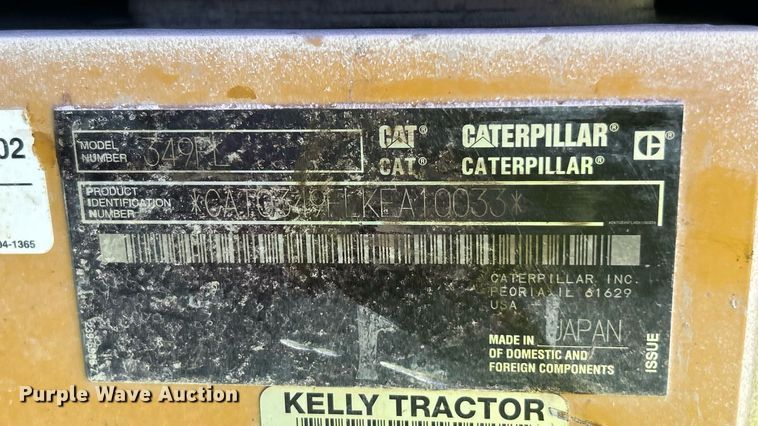 02
04-1365
MODEL NUMBER 349FL
CAT CATERPILLAR
CAT CATERPILLAR
PRODUCT IDENTIFICATION NUMBER *CAT0349FLKFA10033*
CATERPILLAR INC.
PEORIA IL 61629
USA
MADE IN JAPAN
OF DOMESTIC AND
FOREIGN COMPONENTS
ISSUE
Purple Wave Auction
KELLY TRACTOR